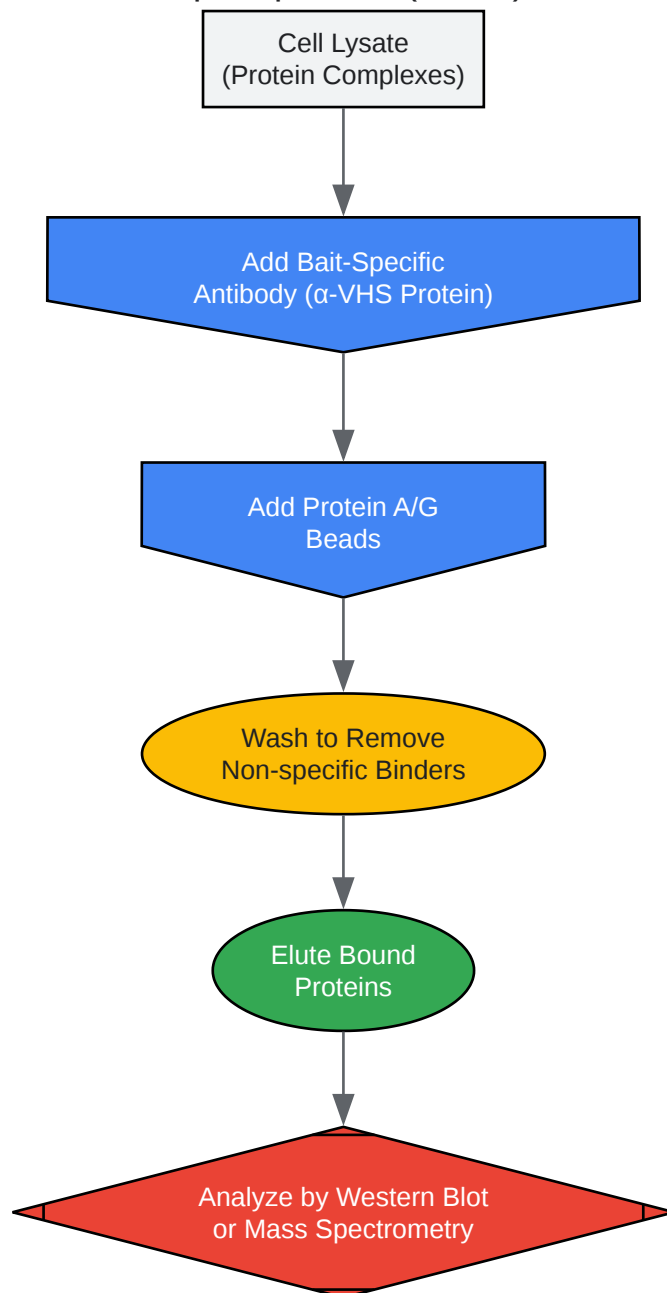 Cell Lysate
(Protein Complexes)
Add Bait-Specific
Antibody (α-VHS Protein)
Add Protein A/G
Beads
Wash to Remove
Non-specific Binders
Elute Bound
Proteins
Analyze by Western Blot
or Mass Spectrometry